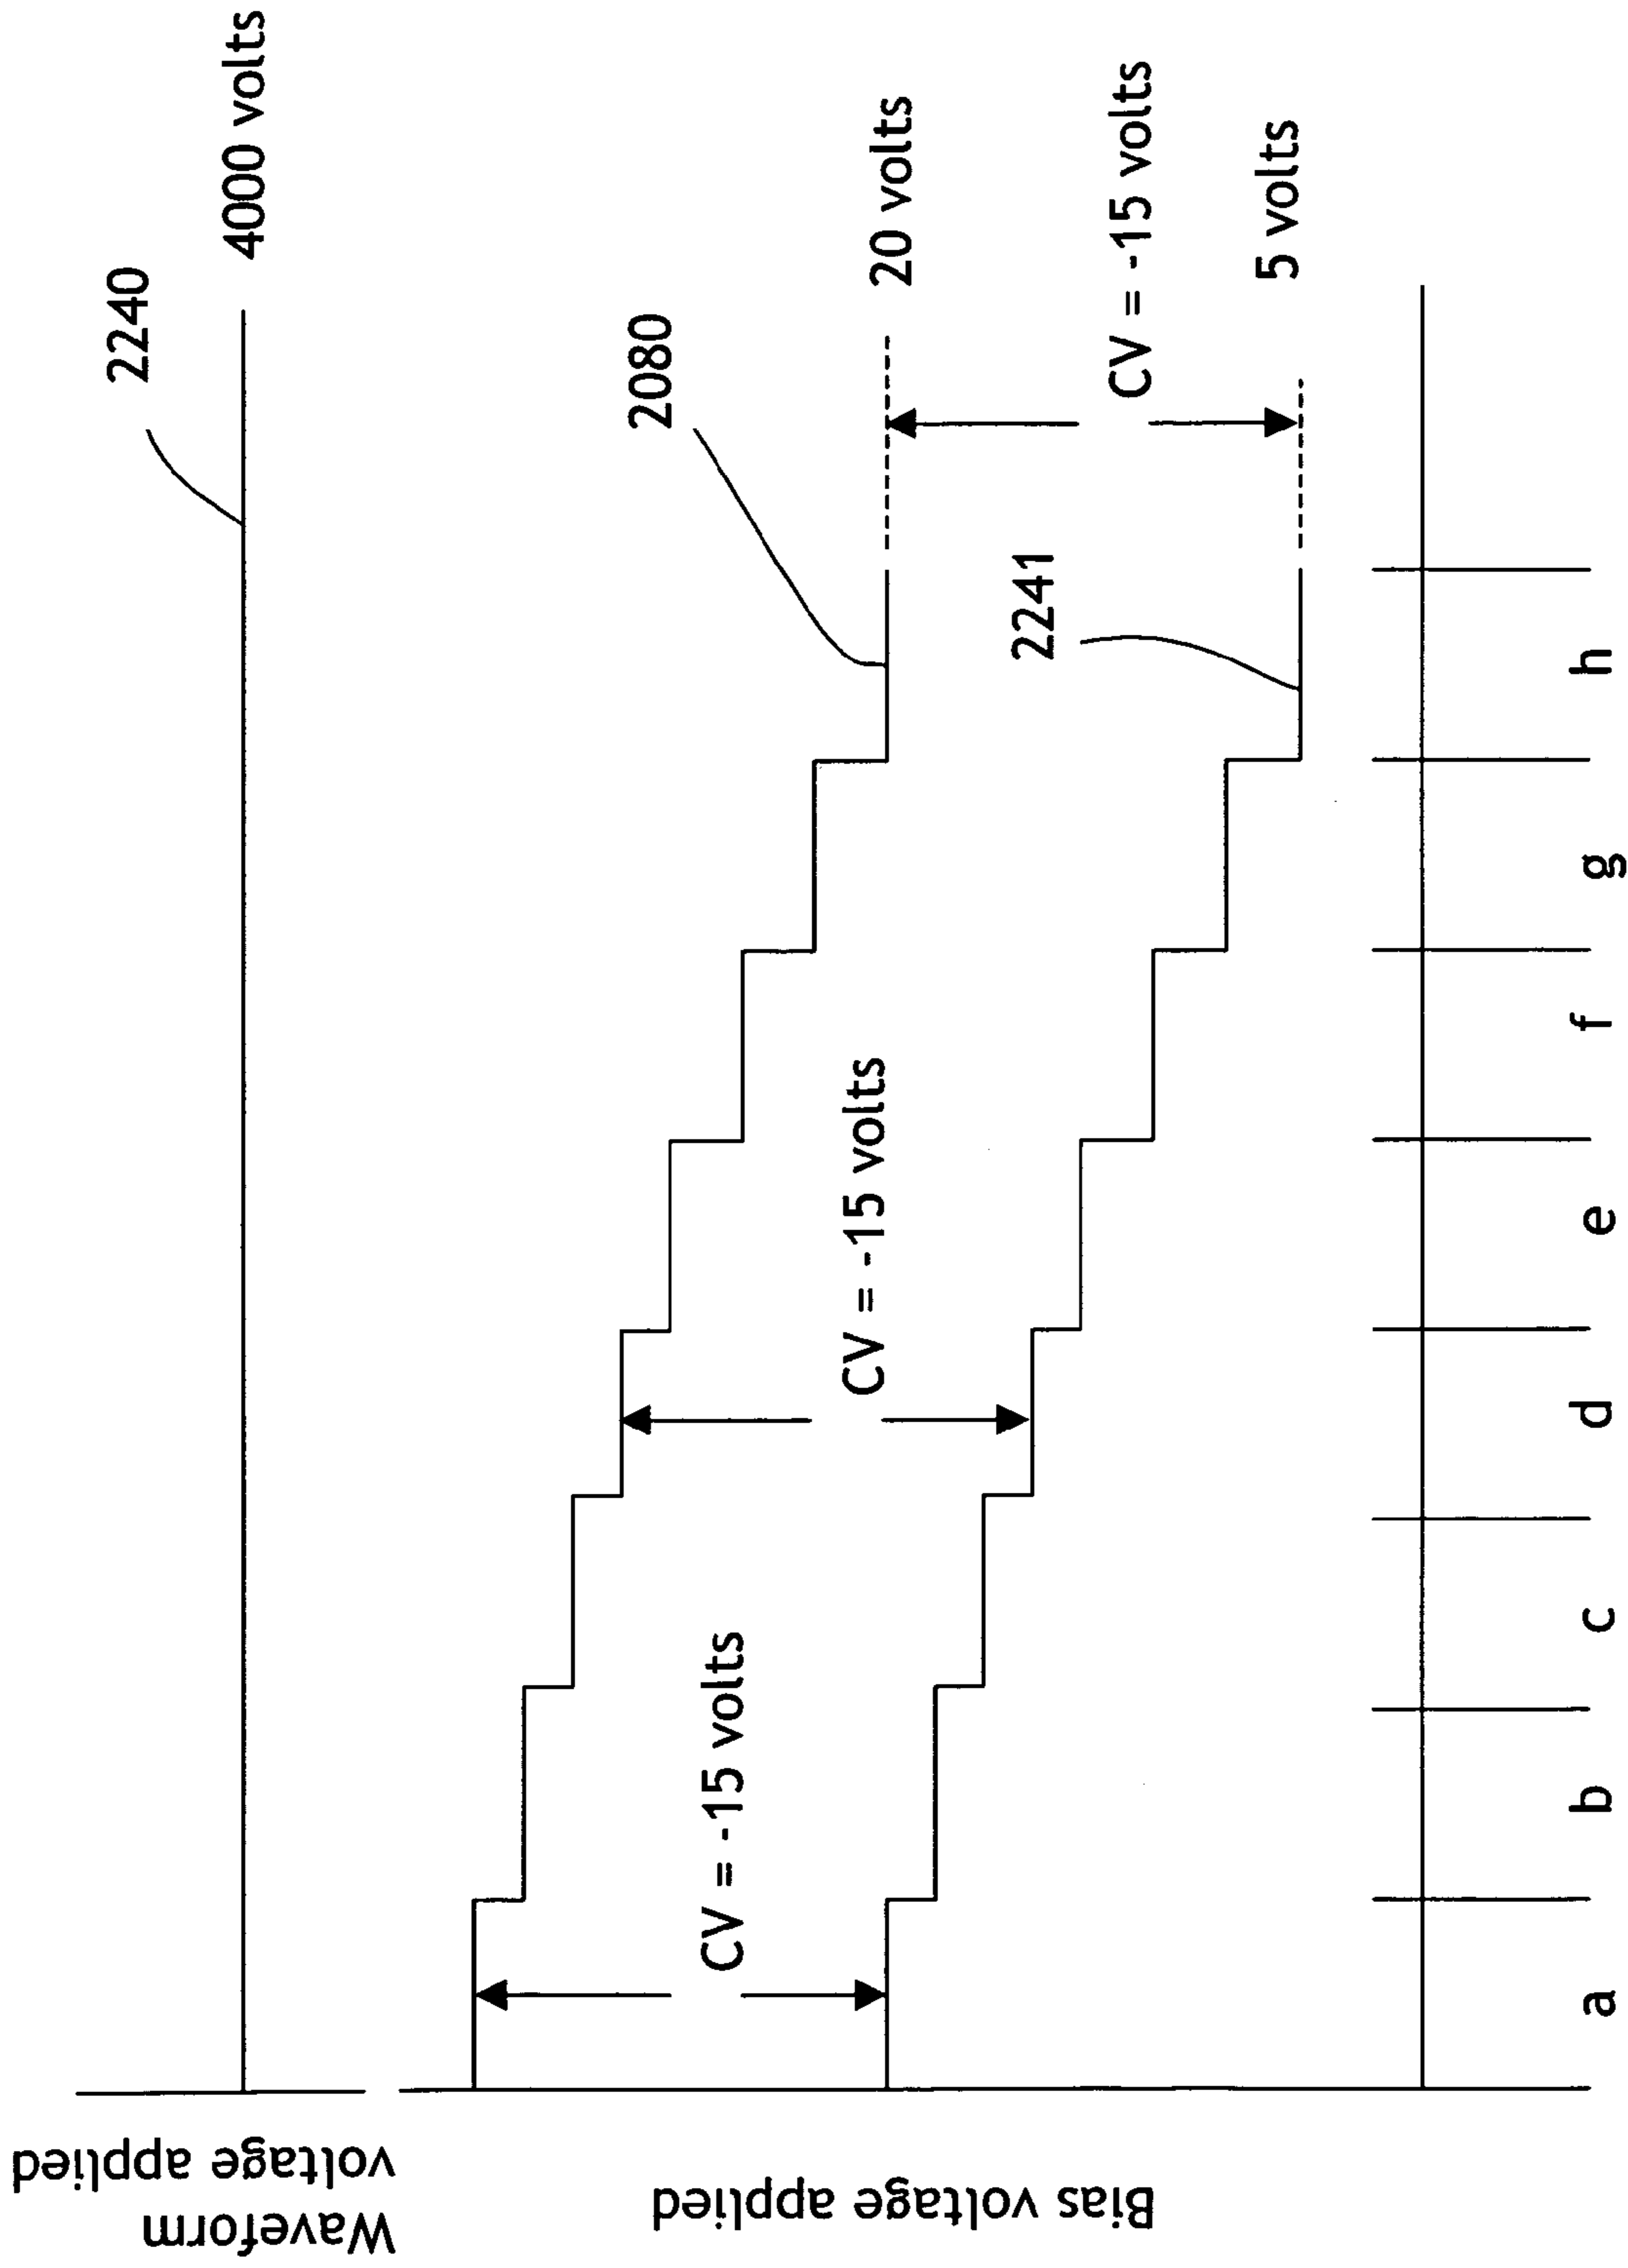 Waveform
voltage applied
2240
4000 volts
Bias voltage applied
2080
20 volts
CV = -15 volts
CV = -15 volts
CV = -15 volts
2241
5 volts
a b c d e f g h